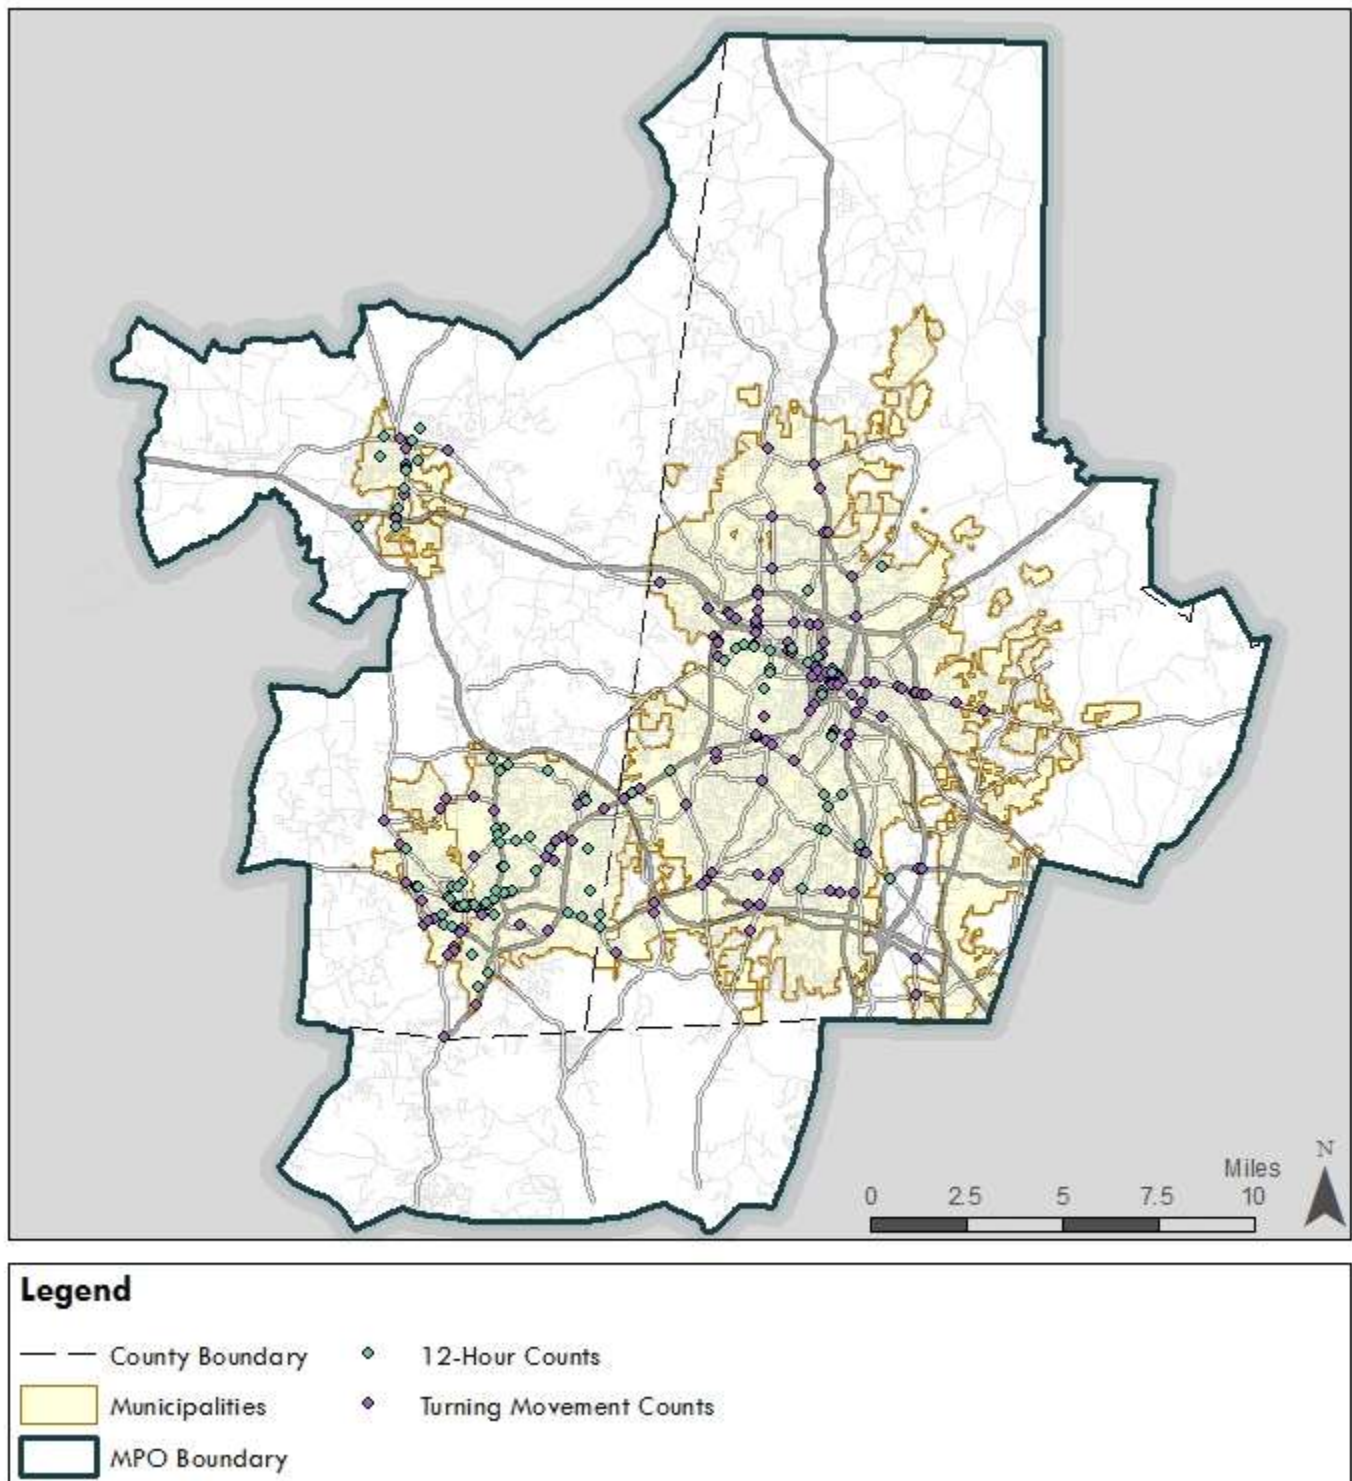 N
Miles
0 2.5 5 7.5 10
Legend
County Boundary
12-Hour Counts
Municipalities
Turning Movement Counts
MPO Boundary